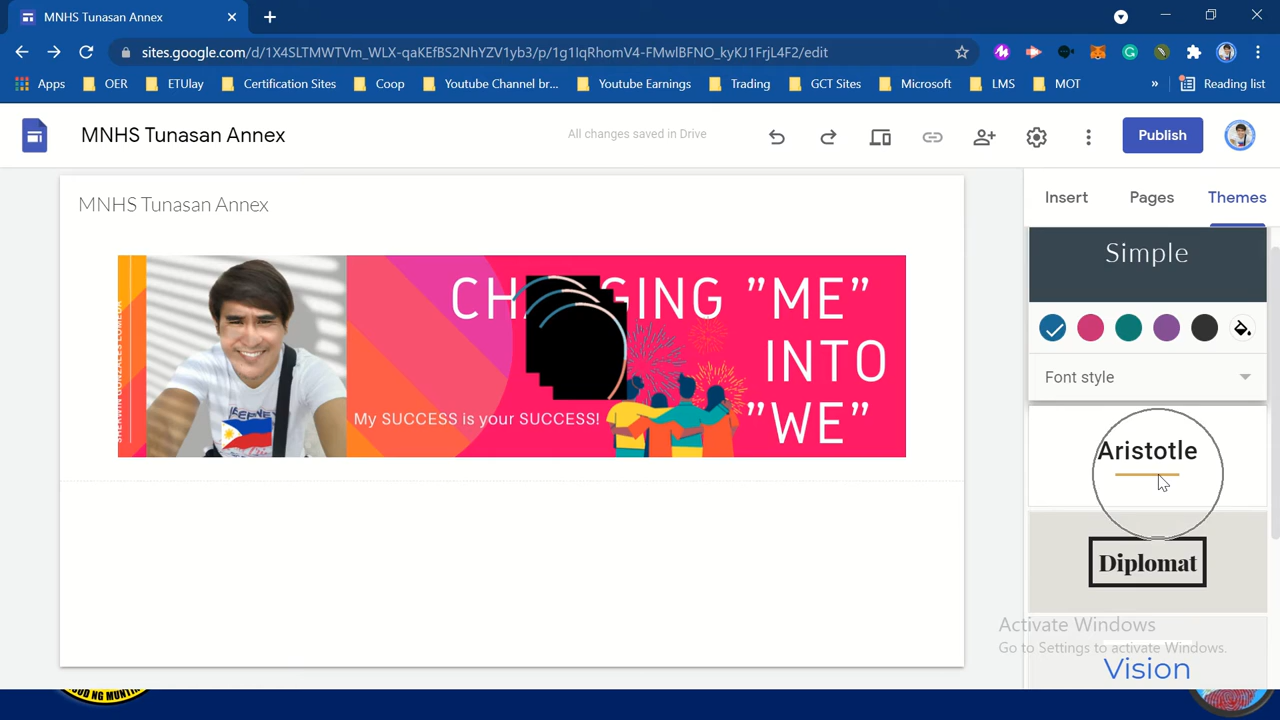 MNHS Tunasan Annex
sites.google.com/d/1X4SLTMWTVm_WLX-qaKEfBS2NhYZV1yb3/p/1g1IqRhomV4-FMwlBFNO_kyKJ1FrjL4F2/edit
Apps OER ETUlay Certification Sites Coop Youtube Channel br... Youtube Earnings Trading GCT Sites Microsoft LMS MOT » Reading list
MNHS Tunasan Annex All changes saved in Drive Publish
Insert Pages Themes
MNHS Tunasan Annex
CH GING "ME"
INTO
"WE"
My SUCCESS is your SUCCESS!
Simple
Font style
Aristotle
Diplomat
Vision
Activate Windows
Go to Settings to activate Windows.